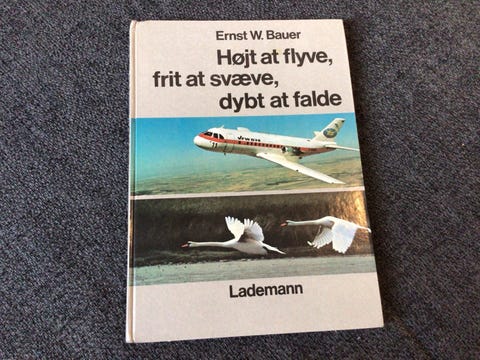 Ernst W. Bauer
Højt at flyve,
frit at svæve,
dybt at falde
Lademann